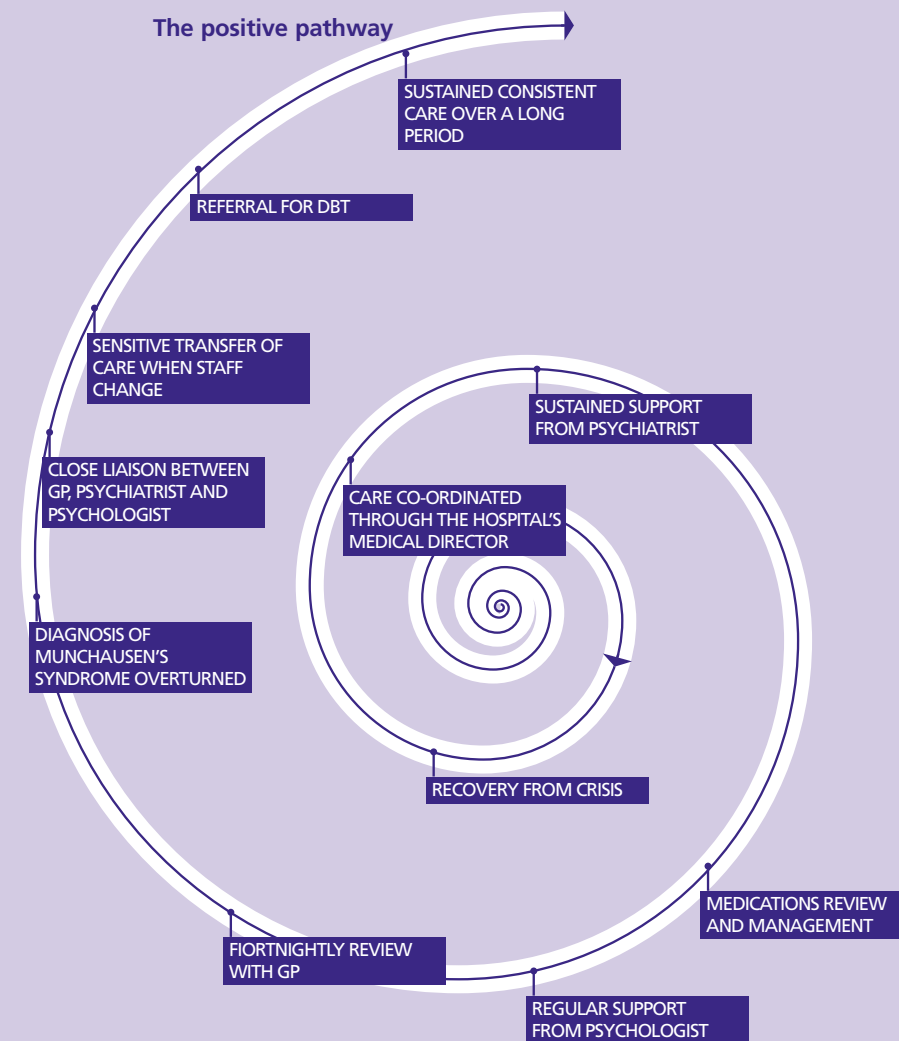 The positive pathway
SUSTAINED CONSISTENT
CARE OVER A LONG
PERIOD
REFERRAL FOR DBT
SENSITIVE TRANSFER OF
CARE WHEN STAFF
CHANGE
SUSTAINED SUPPORT
FROM PSYCHIATRIST
CLOSE LIAISON BETWEEN
GP, PSYCHIATRIST AND
PSYCHOLOGIST
CARE CO-ORDINATED
THROUGH THE HOSPITAL'S
MEDICAL DIRECTOR
DIAGNOSIS OF
MUNCHAUSEN'S
SYNDROME OVERTURNED
RECOVERY FROM CRISIS
MEDICATIONS REVIEW
AND MANAGEMENT
FIORTNIGHTLY REVIEW
WITH GP
REGULAR SUPPORT
FROM PSYCHOLOGIST